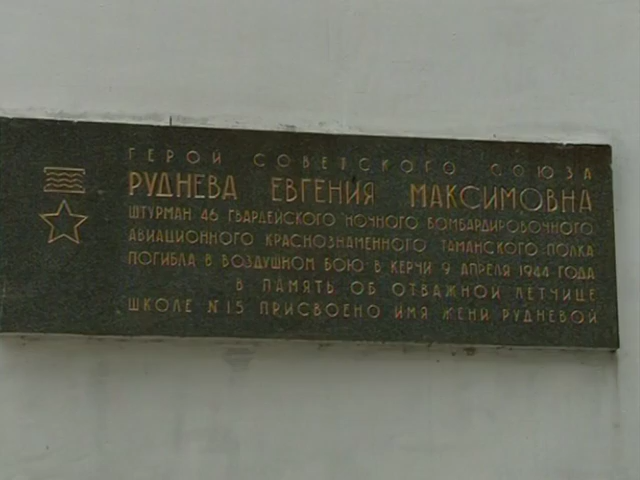 ГЕРОЙ СОВЕТСКОГО СОЮЗА
РУДНЕВА ЕВГЕНИЯ МАКСИМОВНА
ШТУРМАН 46 ГВАРДЕЙСКОГО НОЧНОГО БОМБАРДИРОВОЧНОГО
АВИАЦИОННОГО КРАСНОЗНАМЕННОГО ТАМАНСКОГО ПОЛКА
ПОГИБЛА В ВОЗДУШНОМ БОЮ В КЕРЧИ 9 АПРЕЛЯ 1944 ГОДА
В ПАМЯТЬ ОБ ОТВАЖНОЙ ЛЕТЧИЦЕ
ШКОЛЕ №15 ПРИСВОЕНО ИМЯ ЖЕНИ РУДНЕВОЙ